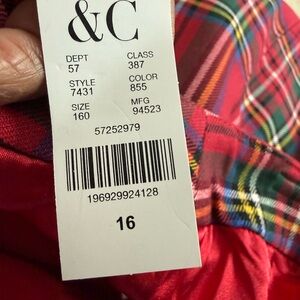 &C
DEPT CLASS
57 387
STYLE COLOR
7431 855
SIZE MFG
160 94523
57252979
196929924128
16